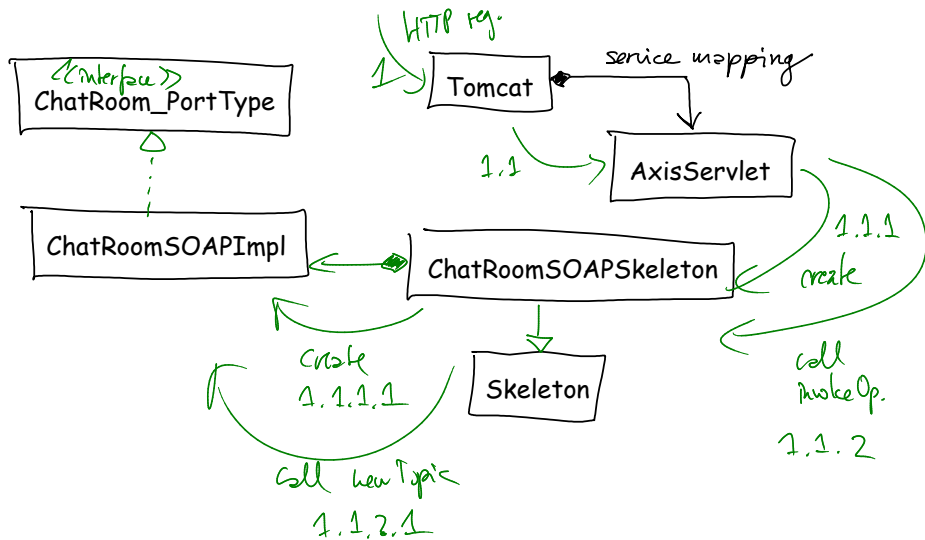 HTTP req.
1
service mapping
<<interface>>
ChatRoom_PortType
Tomcat
1.1
AxisServlet
ChatRoomSOAPImpl
ChatRoomSOAPSkeleton
1.1.1
create
create
1.1.1.1
Skeleton
call
invokeOp.
1.1.2
call newTopic
1.1.2.1